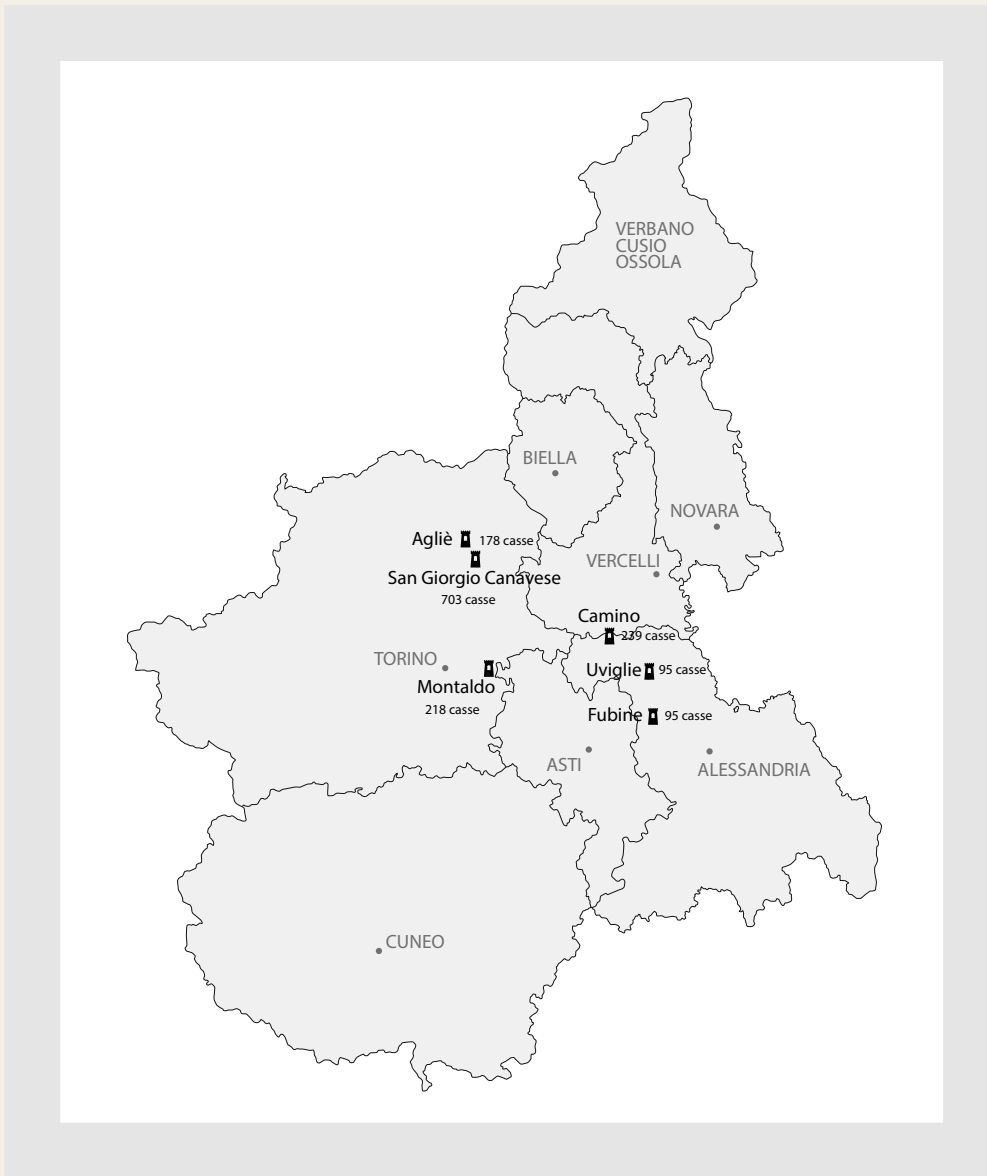 VERBANO
CUSIO
OSSOLA
BIELLA
NOVARA
Agliè 178 casse
San Giorgio Canavese
703 casse
VERCELLI
Camino
239 casse
TORINO
Uviglie 95 casse
Montaldo
218 casse
Fubine 95 casse
ASTI
ALESSANDRIA
CUNEO